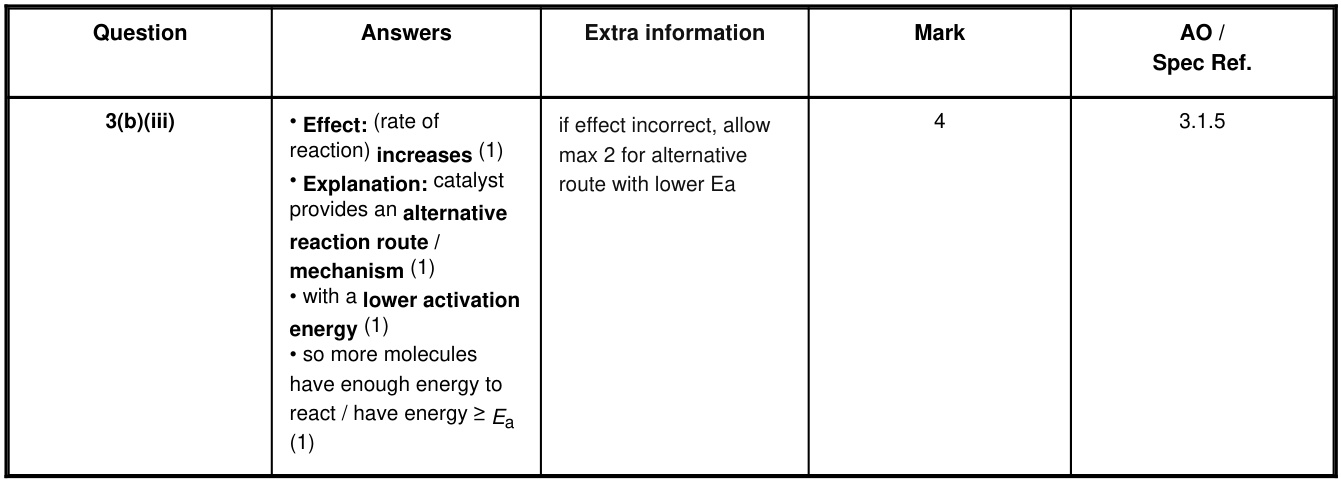 Question
Answers
Extra information
Mark
AO /
Spec Ref.
3(b)(iii)
• Effect: (rate of
reaction) increases (1)
• Explanation: catalyst
provides an alternative
reaction route /
mechanism (1)
• with a lower activation
energy (1)
• so more molecules
have enough energy to
react / have energy ≥ Ea
(1)
if effect incorrect, allow
max 2 for alternative
route with lower Ea
4
3.1.5